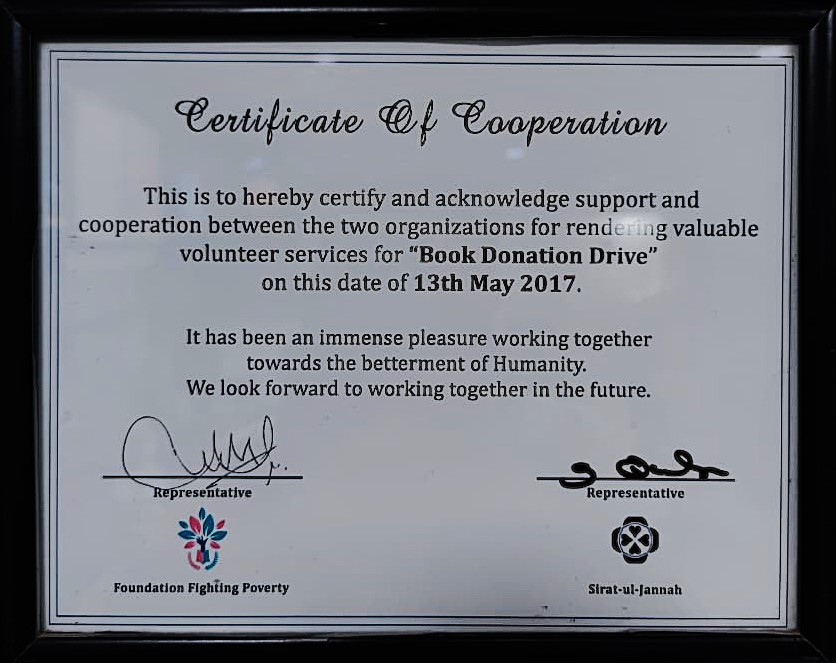 Certificate Of Cooperation
This is to hereby certify and acknowledge support and
cooperation between the two organizations for rendering valuable
volunteer services for “Book Donation Drive”
on this date of 13th May 2017.
It has been an immense pleasure working together
towards the betterment of Humanity.
We look forward to working together in the future.
Representative
Representative
Foundation Fighting Poverty
Sirat-ul-Jannah